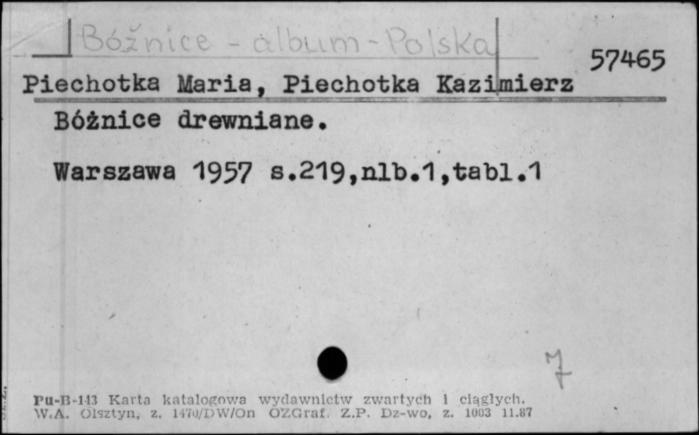 Bóżnice - album - Polska
57465
Piechotka Maria, Piechotka Kazimierz
Bóżnice drewniane.
Warszawa 1957 s.219,nlb.1,tabl.1
7
Pu-B-143 Karta katalogowa wydawnictw zwartych i ciągłych.
W.A. Olsztyn, z. 1470/DW/On OZGraf. Z.P. Dz-wo, z. 1003 11.87